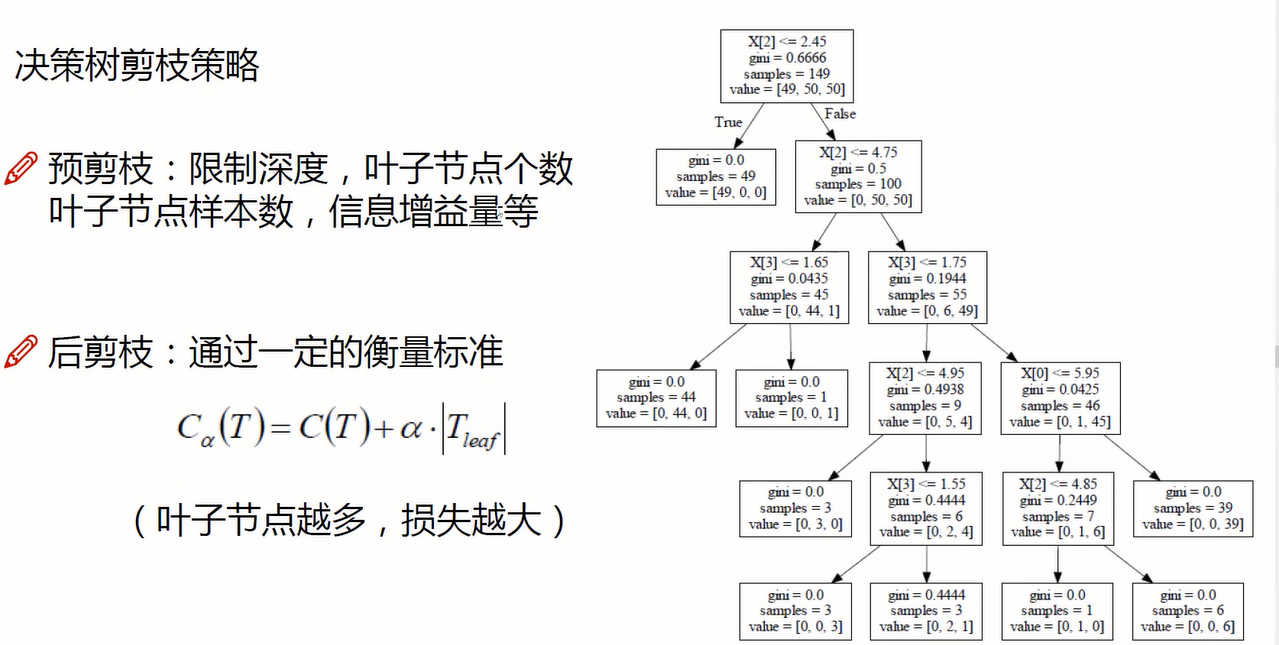 决策树剪枝策略
预剪枝：限制深度，叶子节点个数
叶子节点样本数，信息增益量等
后剪枝：通过一定的衡量标准
Cα(T) = C(T) + α · |Tleaf|
（叶子节点越多，损失越大）
X[2] <= 2.45
gini = 0.6666
samples = 149
value = [49, 50, 50]
True
False
gini = 0.0
samples = 49
value = [49, 0, 0]
X[2] <= 4.75
gini = 0.5
samples = 100
value = [0, 50, 50]
X[3] <= 1.65
gini = 0.0435
samples = 45
value = [0, 44, 1]
X[3] <= 1.75
gini = 0.1944
samples = 55
value = [0, 6, 49]
gini = 0.0
samples = 44
value = [0, 44, 0]
gini = 0.0
samples = 1
value = [0, 0, 1]
X[2] <= 4.95
gini = 0.4938
samples = 9
value = [0, 5, 4]
X[0] <= 5.95
gini = 0.0425
samples = 46
value = [0, 1, 45]
gini = 0.0
samples = 3
value = [0, 3, 0]
X[3] <= 1.55
gini = 0.4444
samples = 6
value = [0, 2, 4]
X[2] <= 4.85
gini = 0.2449
samples = 7
value = [0, 1, 6]
gini = 0.0
samples = 39
value = [0, 0, 39]
gini = 0.0
samples = 3
value = [0, 0, 3]
gini = 0.4444
samples = 3
value = [0, 2, 1]
gini = 0.0
samples = 1
value = [0, 1, 0]
gini = 0.0
samples = 6
value = [0, 0, 6]